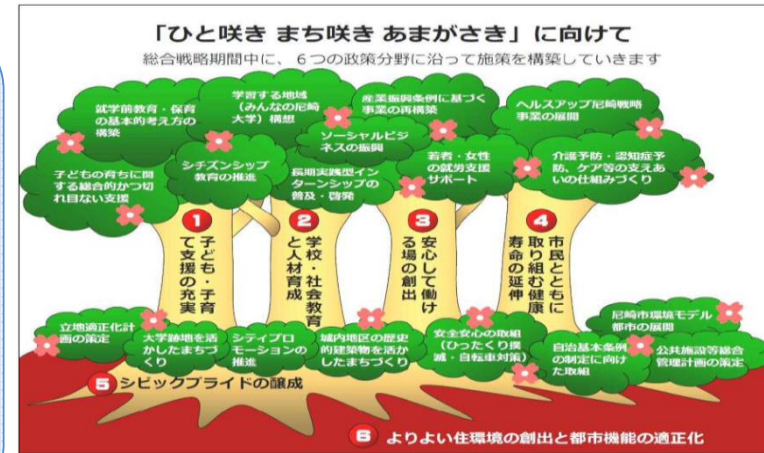 「ひと咲き まち咲き あまがさき」に向けて
総合戦略期間中に、６つの政策分野に沿って施策を構築していきます
就学前教育・保育
の基本的考え方の
構築
学習する地域
（みんなの尼崎
大学）構想
産業振興条例に基づく
事業の再構築
ヘルスアップ尼崎戦略
事業の展開
ソーシャルビジ
ネスの振興
子どもの育ちに関
する総合的かつ切
れ目ない支援
シチズンシップ
教育の推進
長期実践型イン
ターンシップの
普及・啓発
若者・女性
の就労支援
サポート
介護予防・認知症予
防、ケア等の支えあ
いの仕組みづくり
1
子ども・子育
て支援の充実
2
学校・社会教育
と人材育成
3
安心して働け
る場の創出
4
市民とともに
取り組む健康
寿命の延伸
立地適正化計
画の策定
大学跡地を活
かしたまちづ
くり
シティプロ
モーションの
推進
城内地区の歴史
的建築物を活か
したまちづくり
安全安心の取組
（ひったくり撲
滅・自転車対策）
自治基本条例
の制定に向け
た取組
尼崎市環境モデル
都市の展開
公共施設等総合
管理計画の策定
5 シビックプライドの醸成
6 よりよい住環境の創出と都市機能の適正化